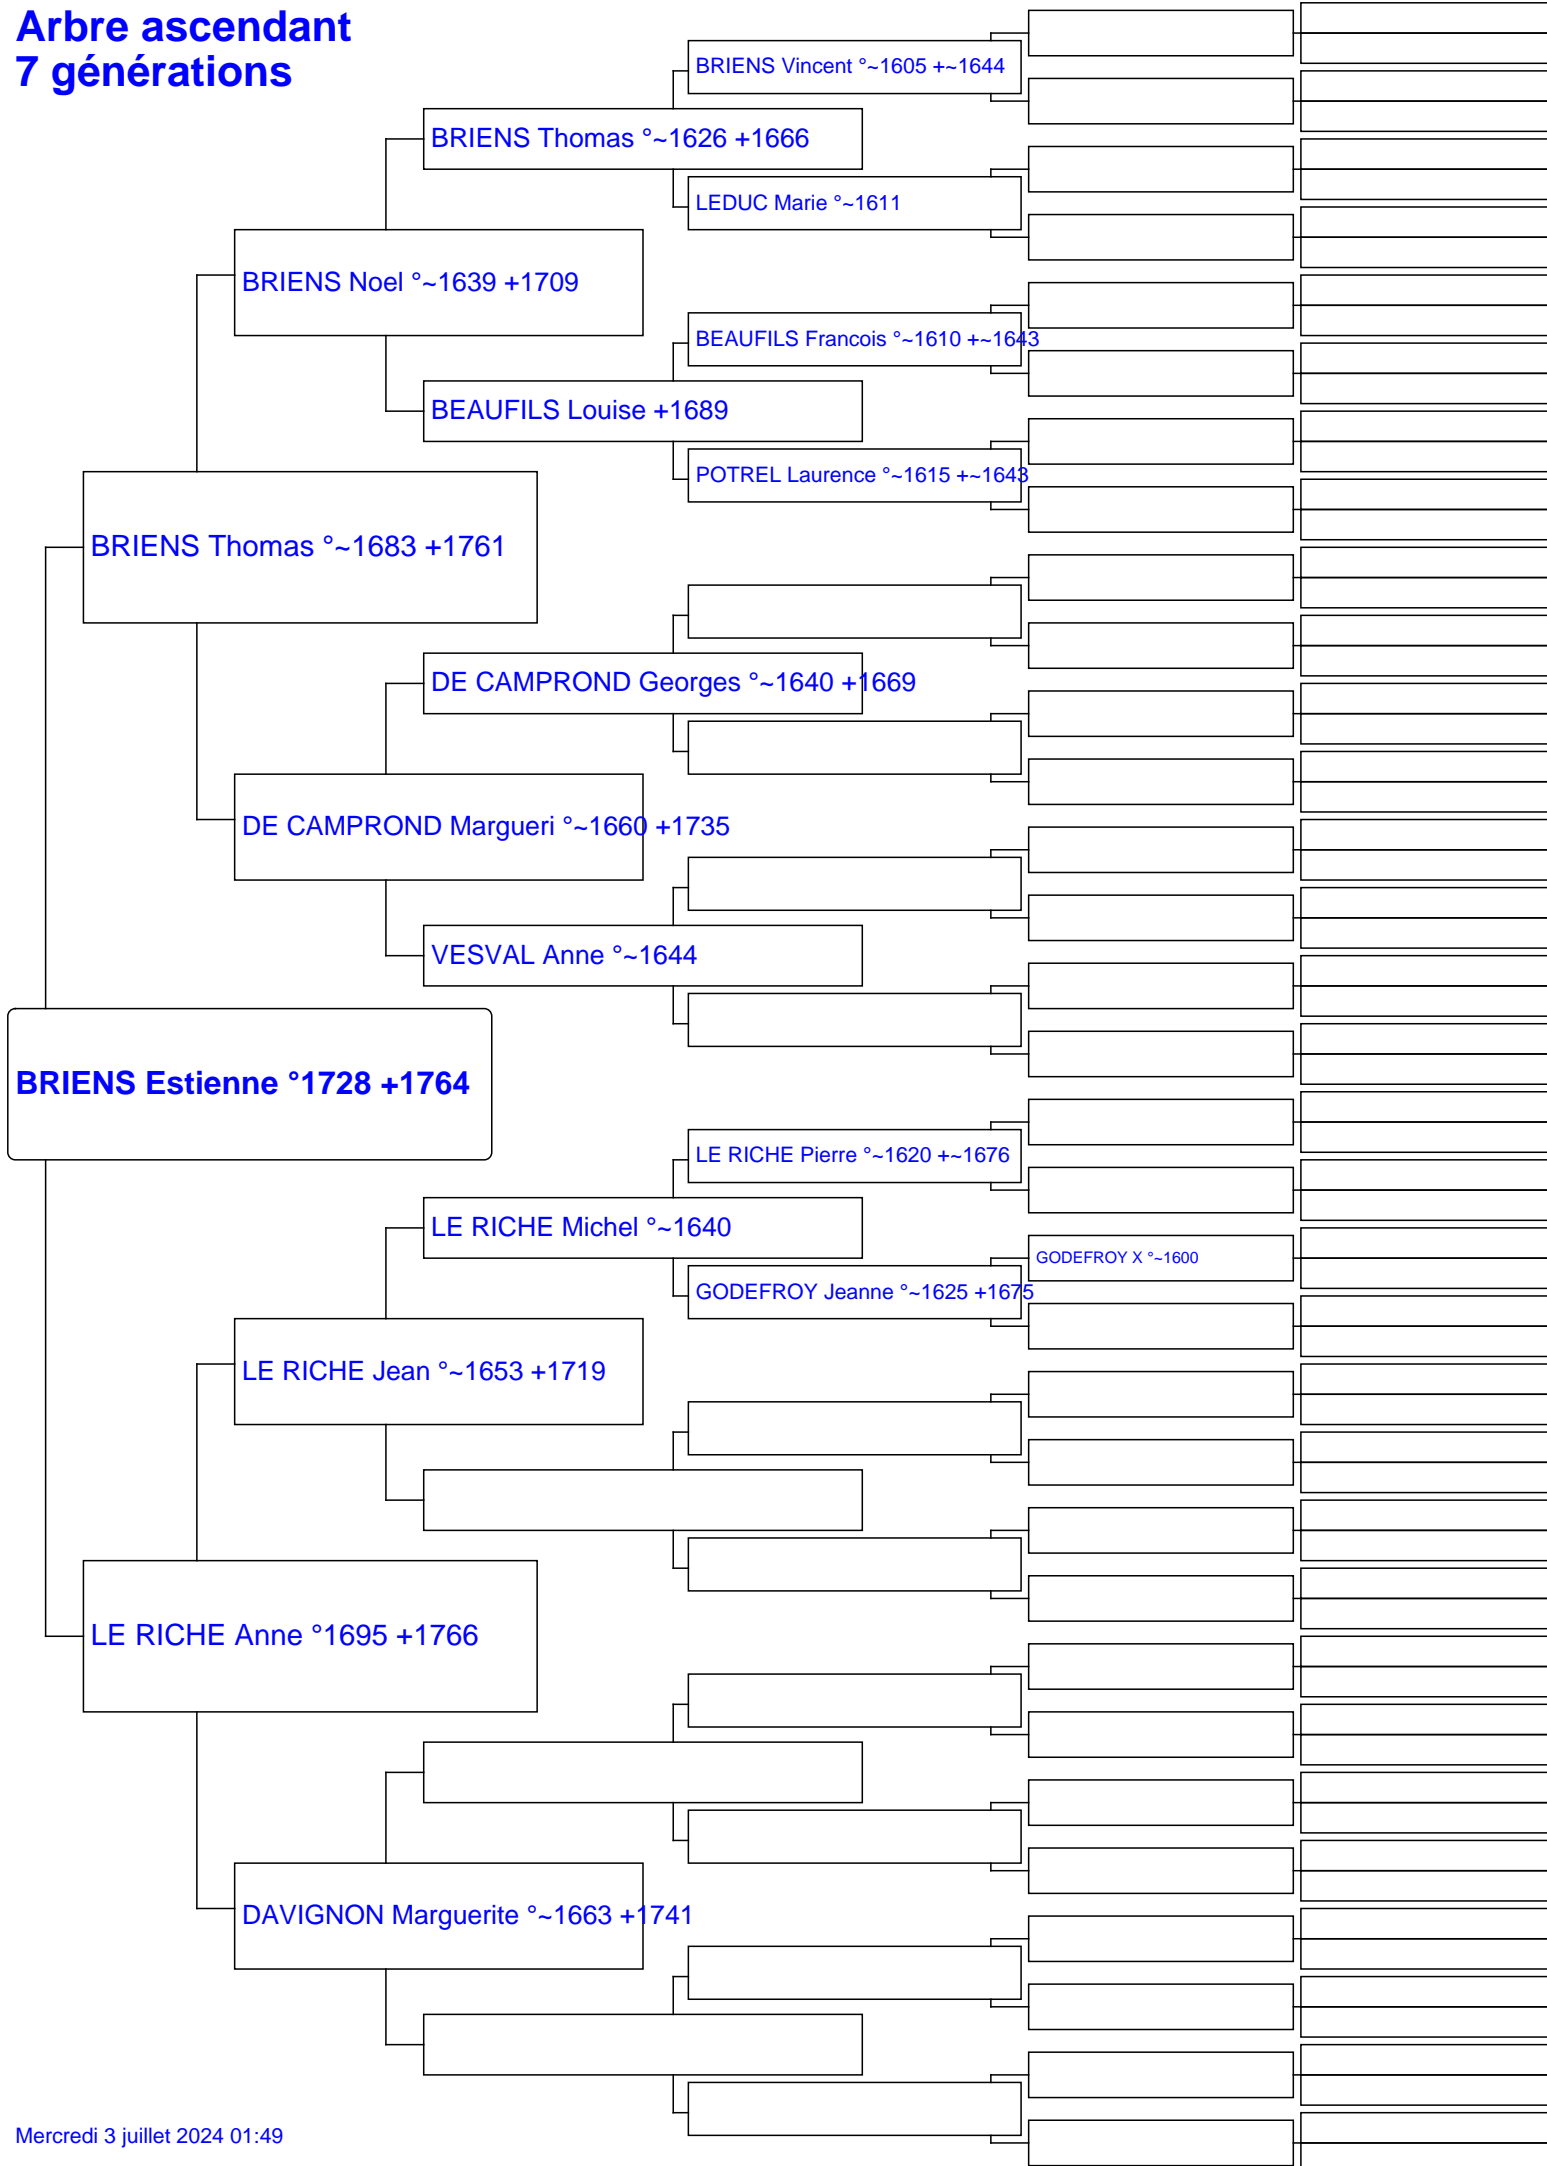 Arbre ascendant
7 générations
BRIENS Vincent °~1605 +~1644
BRIENS Thomas °~1626 +1666
LEDUC Marie °~1611
BRIENS Noel °~1639 +1709
BEAUFILS Francois °~1610 +~1643
BEAUFILS Louise +1689
POTREL Laurence °~1615 +~1643
BRIENS Thomas °~1683 +1761
DE CAMPROND Georges °~1640 +1669
DE CAMPROND Margueri °~1660 +1735
VESVAL Anne °~1644
BRIENS Estienne °1728 +1764
LE RICHE Pierre °~1620 +~1676
LE RICHE Michel °~1640
GODEFROY X °~1600
GODEFROY Jeanne °~1625 +1675
LE RICHE Jean °~1653 +1719
LE RICHE Anne °1695 +1766
DAVIGNON Marguerite °~1663 +1741
Mercredi 3 juillet 2024 01:49